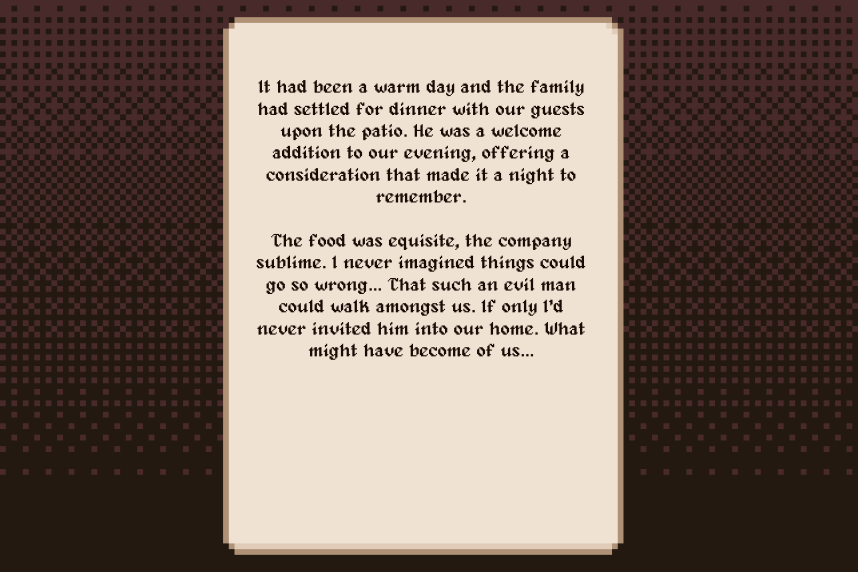 It had been a warm day and the family
had settled for dinner with our guests
upon the patio. He was a welcome
addition to our evening, offering a
consideration that made it a night to
remember.
The food was equisite, the company
sublime. I never imagined things could
go so wrong... That such an evil man
could walk amongst us. If only I'd
never invited him into our home. What
might have become of us...